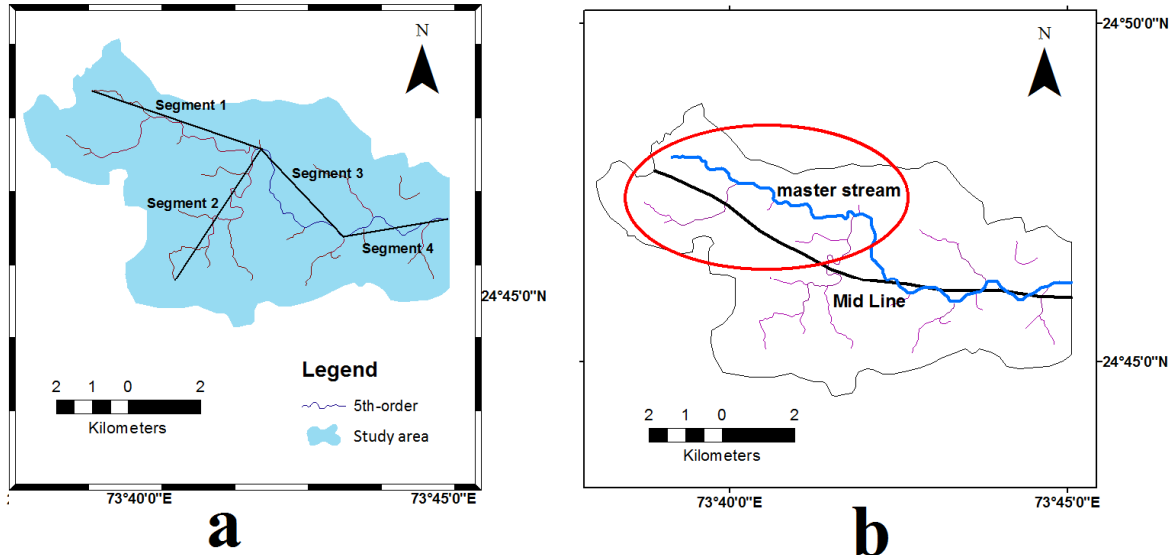 N
Segment 1
Segment 3
Segment 2
Segment 4
24°45'0"N
Legend
5th-order
Study area
2 1 0 2
Kilometers
73°40'0"E 73°45'0"E
a
24°50'0"N
N
master stream
Mid Line
24°45'0"N
2 1 0 2
Kilometers
73°40'0"E 73°45'0"E
b